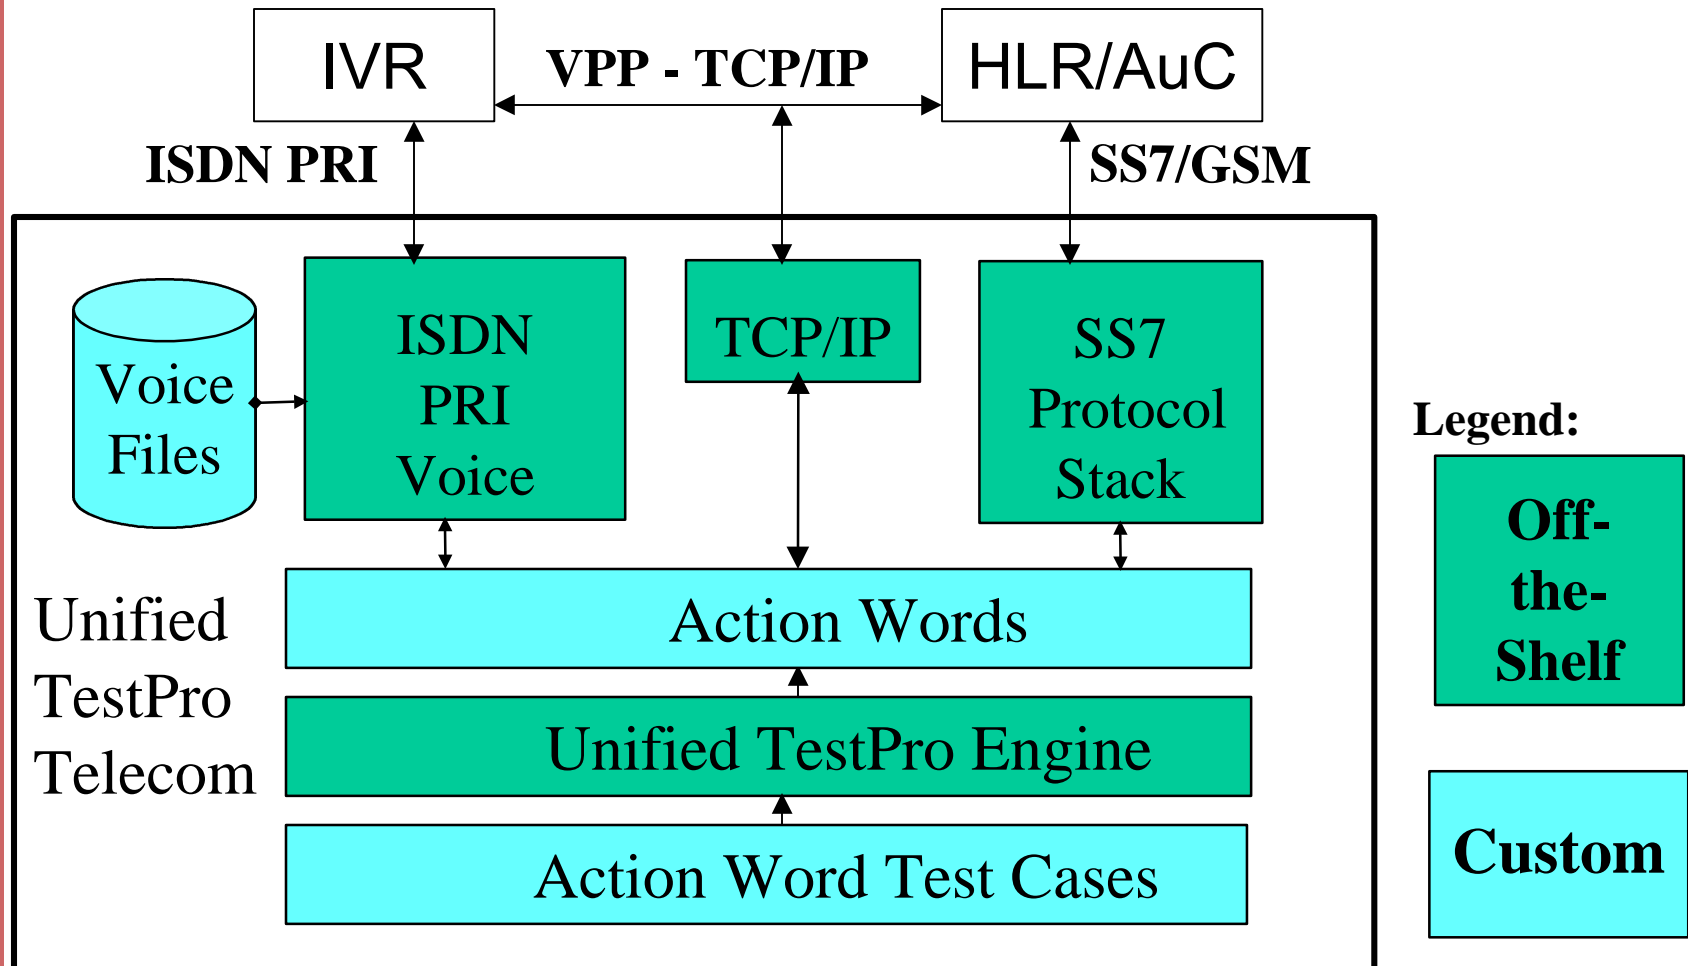 IVR
VPP - TCP/IP
HLR/AuC
ISDN PRI
SS7/GSM
Voice
Files
ISDN
PRI
Voice
TCP/IP
SS7
Protocol
Stack
Unified
TestPro
Telecom
Action Words
Unified TestPro Engine
Action Word Test Cases
Legend:
Off-
the-
Shelf
Custom